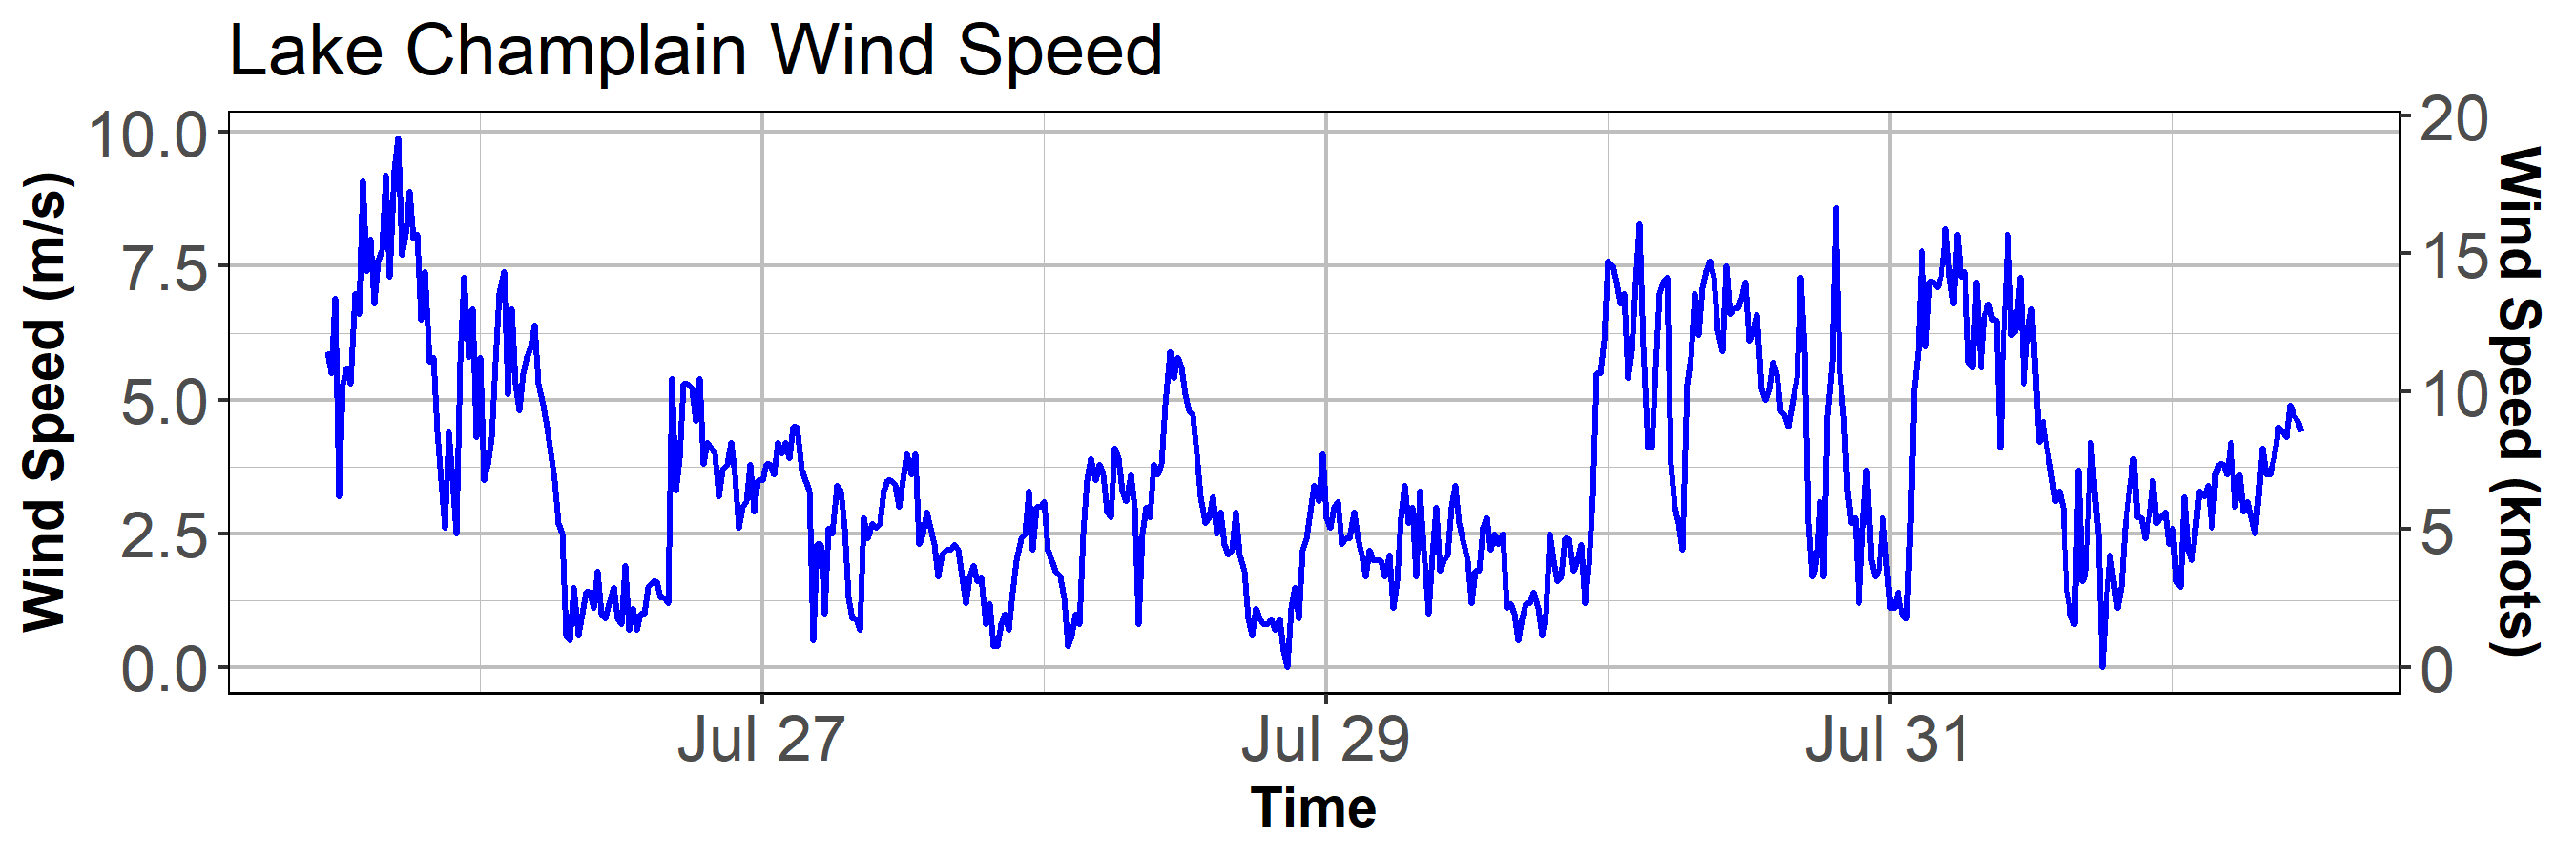 Lake Champlain Wind Speed
Wind Speed (m/s)
10.0
7.5
5.0
2.5
0.0
20
15
10
5
0
Wind Speed (knots)
Jul 27 Jul 29 Jul 31
Time